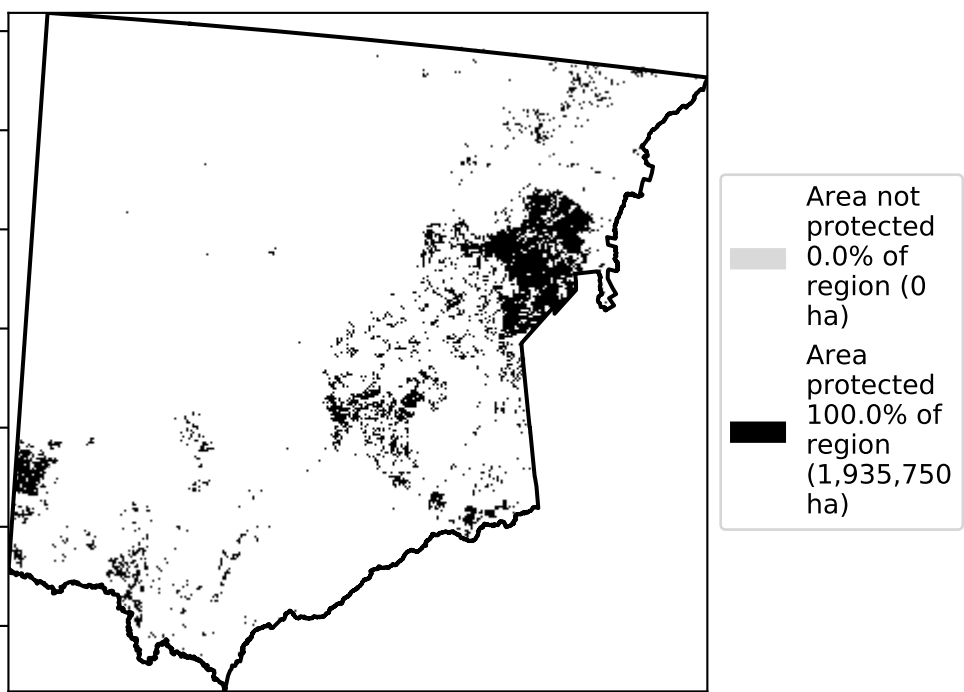 Area not
protected
0.0% of
region (0
ha)
Area
protected
100.0% of
region
(1,935,750
ha)